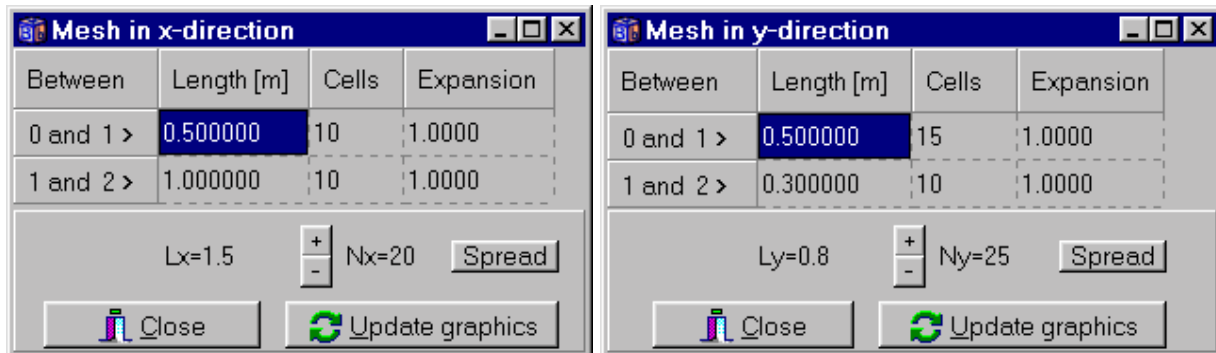 Mesh in x-direction
Between Length [m] Cells Expansion
0 and 1 > 0.500000 10 1.0000
1 and 2 > 1.000000 10 1.0000
Lx=1.5 + - Nx=20 Spread
Close Update graphics
Mesh in y-direction
Between Length [m] Cells Expansion
0 and 1 > 0.500000 15 1.0000
1 and 2 > 0.300000 10 1.0000
Ly=0.8 + - Ny=25 Spread
Close Update graphics